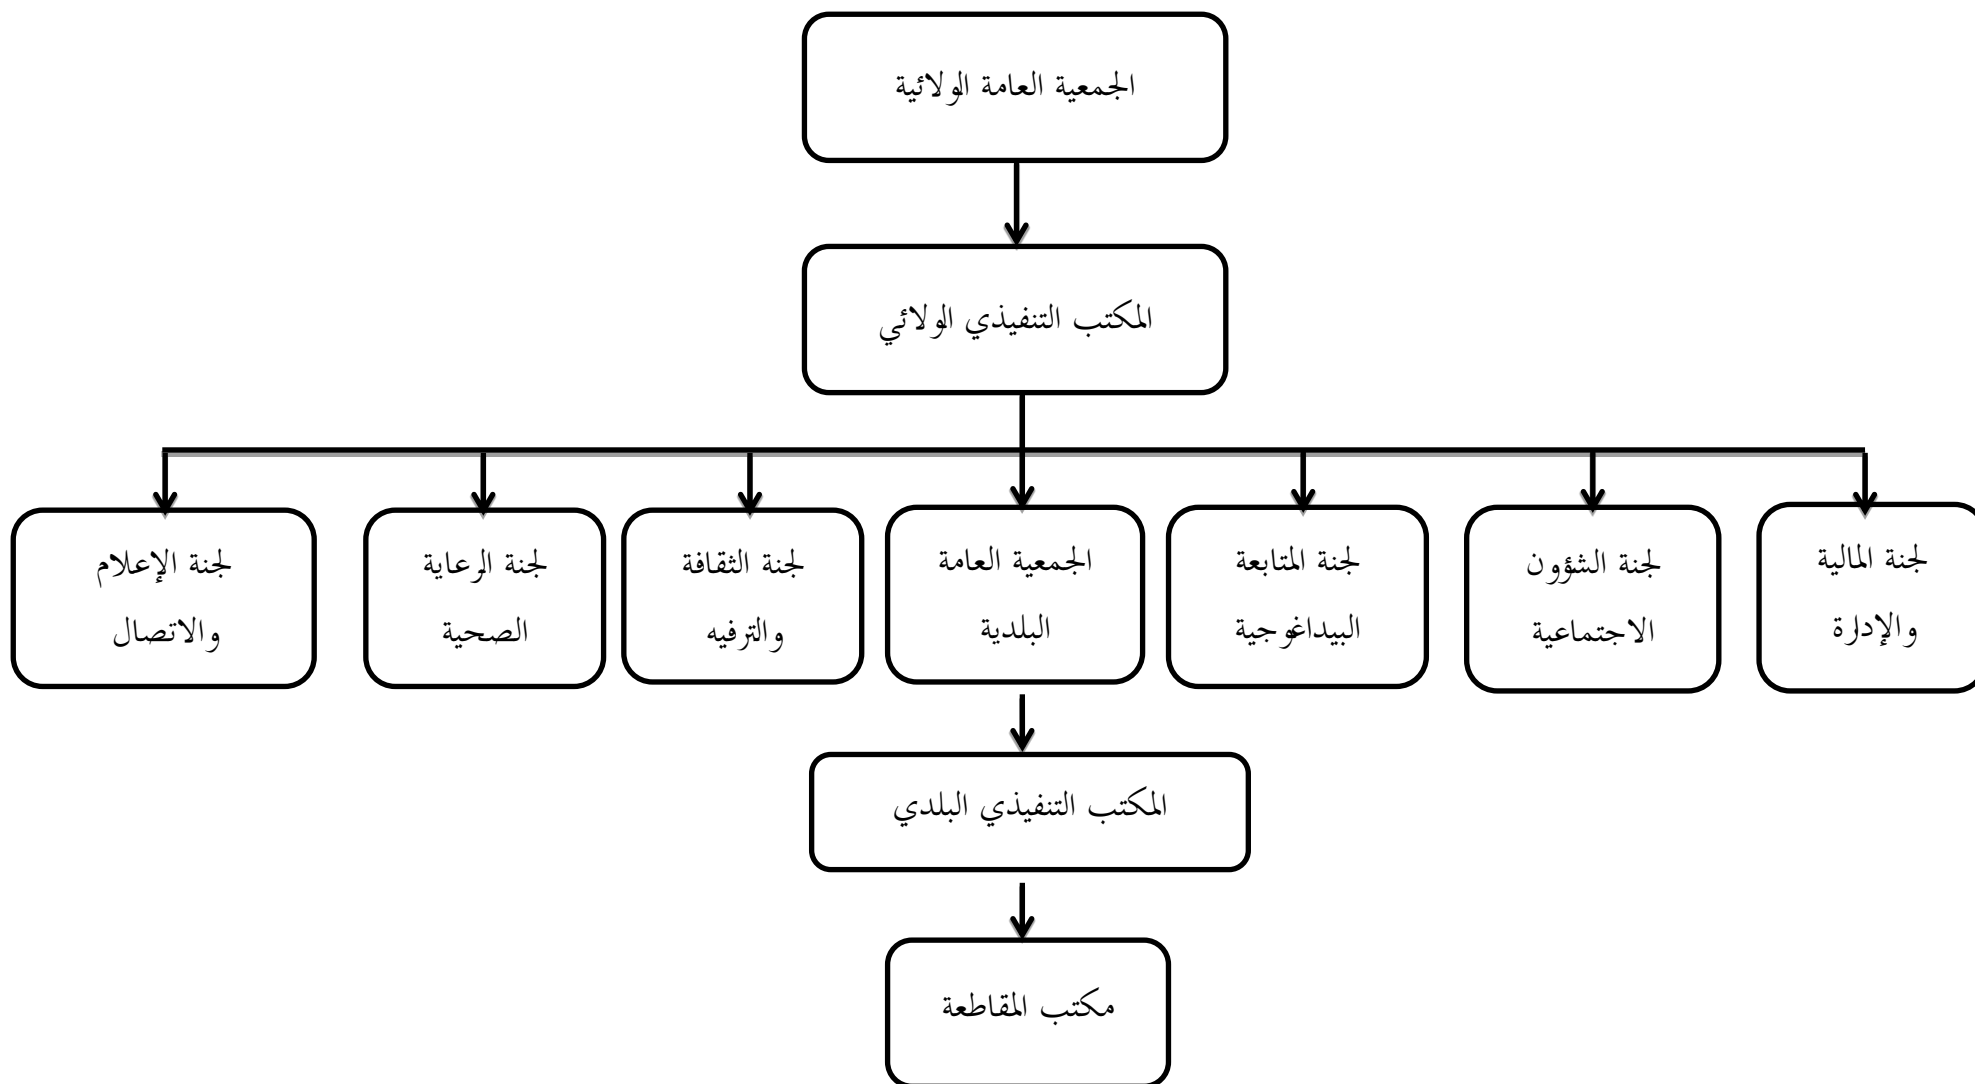 الجمعية العامة الولائية
المكتب التنفيذي الولائي
لجنة المالية
والإدارة
لجنة الشؤون
الاجتماعية
لجنة المتابعة
البيداغوجية
الجمعية العامة
البلدية
لجنة الثقافة
والترفيه
لجنة الرعاية
الصحية
لجنة الإعلام
والاتصال
المكتب التنفيذي البلدي
مكتب المقاطعة